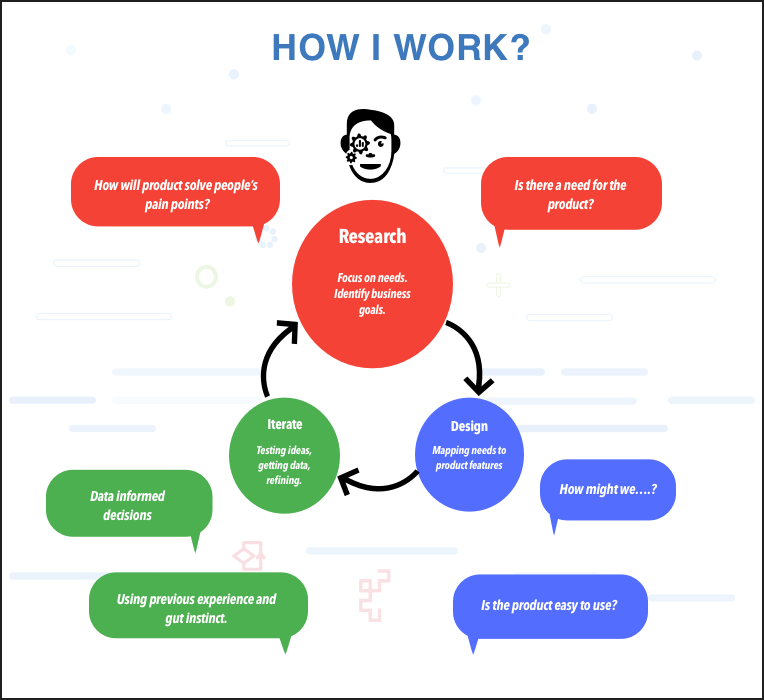 HOW I WORK?
How will product solve people's
pain points?
Is there a need for the
product?
Research
Focus on needs.
Identify business
goals.
Iterate
Testing ideas,
getting data,
refining.
Design
Mapping needs to
product features
Data informed
decisions
How might we....?
Using previous experience and
gut instinct.
Is the product easy to use?